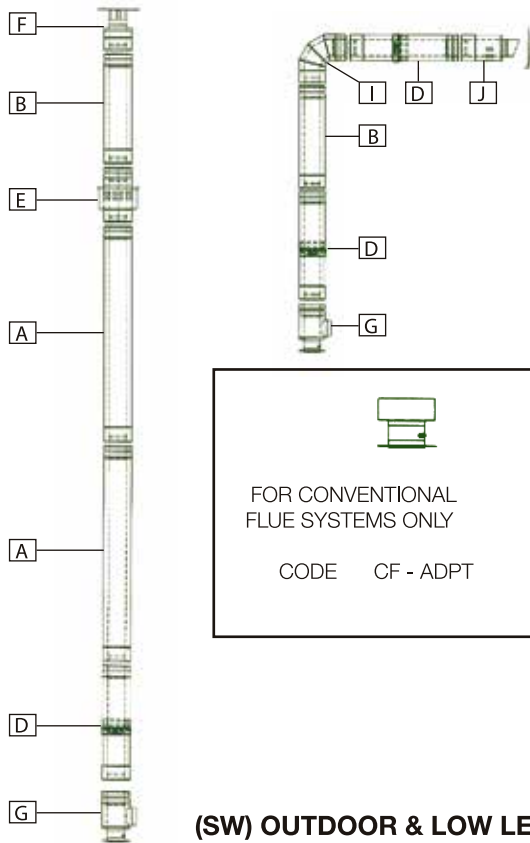 F
B
E
A
A
D
G
I
D
J
B
D
G
FOR CONVENTIONAL
FLUE SYSTEMS ONLY
CODE CF - ADPT
(SW) OUTDOOR & LOW LE